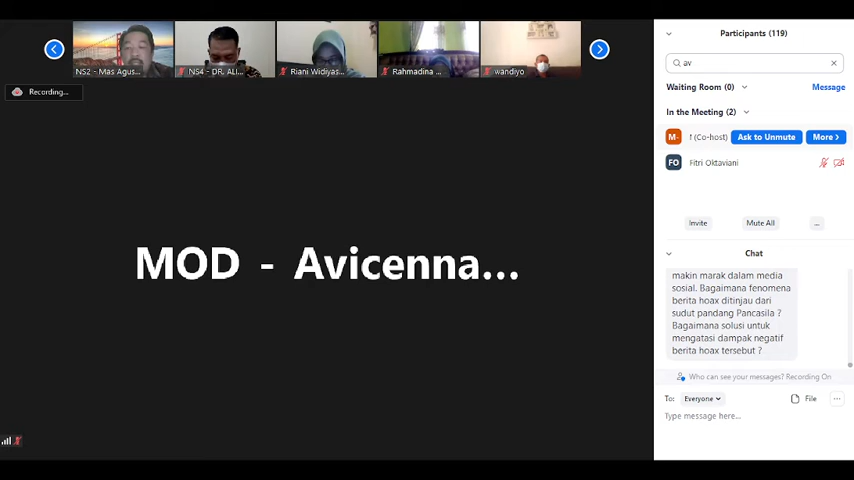 NS2 - Mas Agus...
NS4 - DR, ALI...
Riani Widiyas...
Rahmadina ...
wandiyo
Recording...
MOD - Avicenna...
Participants (119)
av
Waiting Room (0)
Message
In the Meeting (2)
M-
(Co-host)
Ask to Unmute
More
FO
Fitri Oktaviani
Invite
Mute All
...
Chat
makin marak dalam media
sosial. Bagaimana fenomena
berita hoax ditinjau dari
sudut pandang Pancasila ?
Bagaimana solusi untuk
mengatasi dampak negatif
berita hoax tersebut ?
Who can see your messages? Recording On
To:
Everyone
File
...
Type message here...